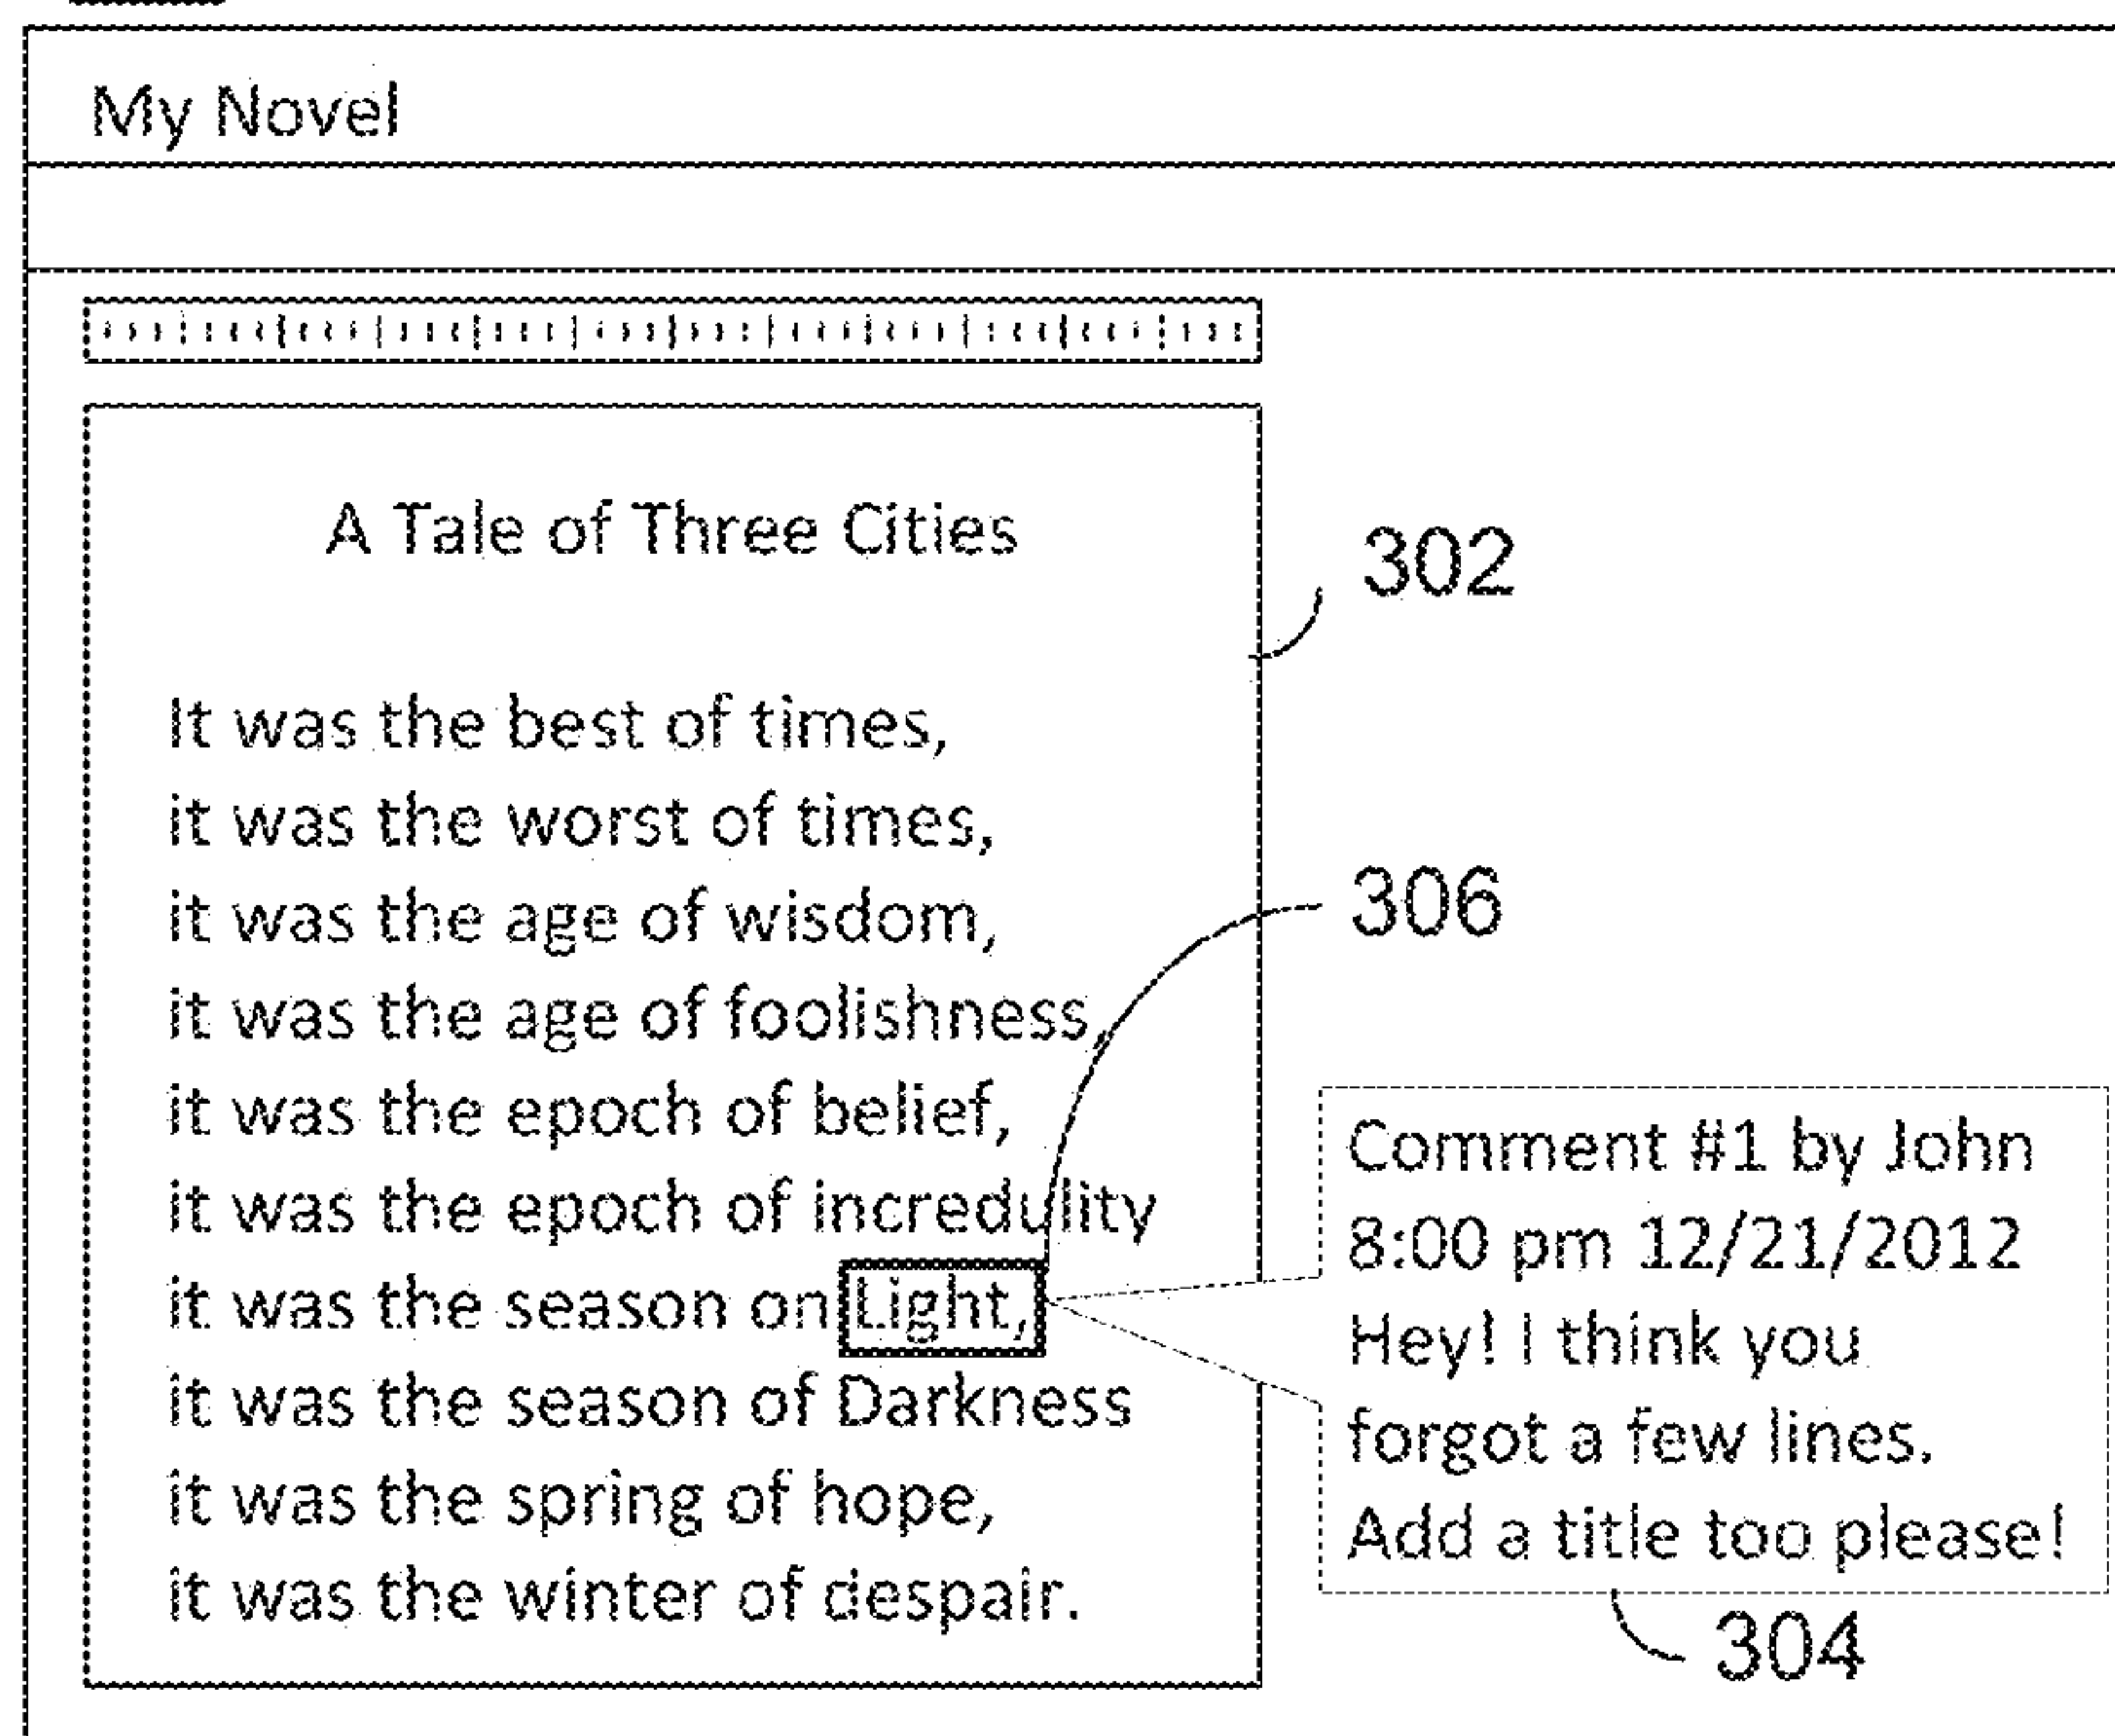 My Novel
A Tale of Three Cities
302
It was the best of times,
it was the worst of times,
306
it was the age of wisdom,
it was the age of foolishness,
it was the epoch of belief,
it was the epoch of incredulity
it was the season on Light,
it was the season of Darkness
it was the spring of hope,
it was the winter of despair.
Comment #1 by John
8:00 pm 12/21/2012
Hey! I think you
forgot a few lines.
Add a title too please!
304